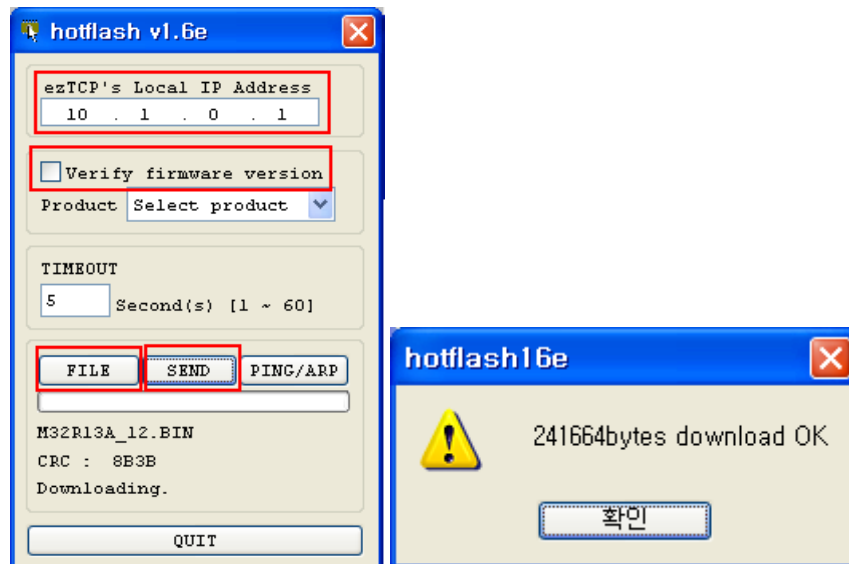 hotflash v1.6e
ezTCP's Local IP Address
10 . 1 . 0 . 1
Verify firmware version
Product Select product
TIMEOUT
5 Second(s) [1 ~ 60]
FILE SEND PING/ARP
M32R13A_12.BIN
CRC : 8B3B
Downloading.
QUIT
hotflash16e
241664bytes download OK
확인